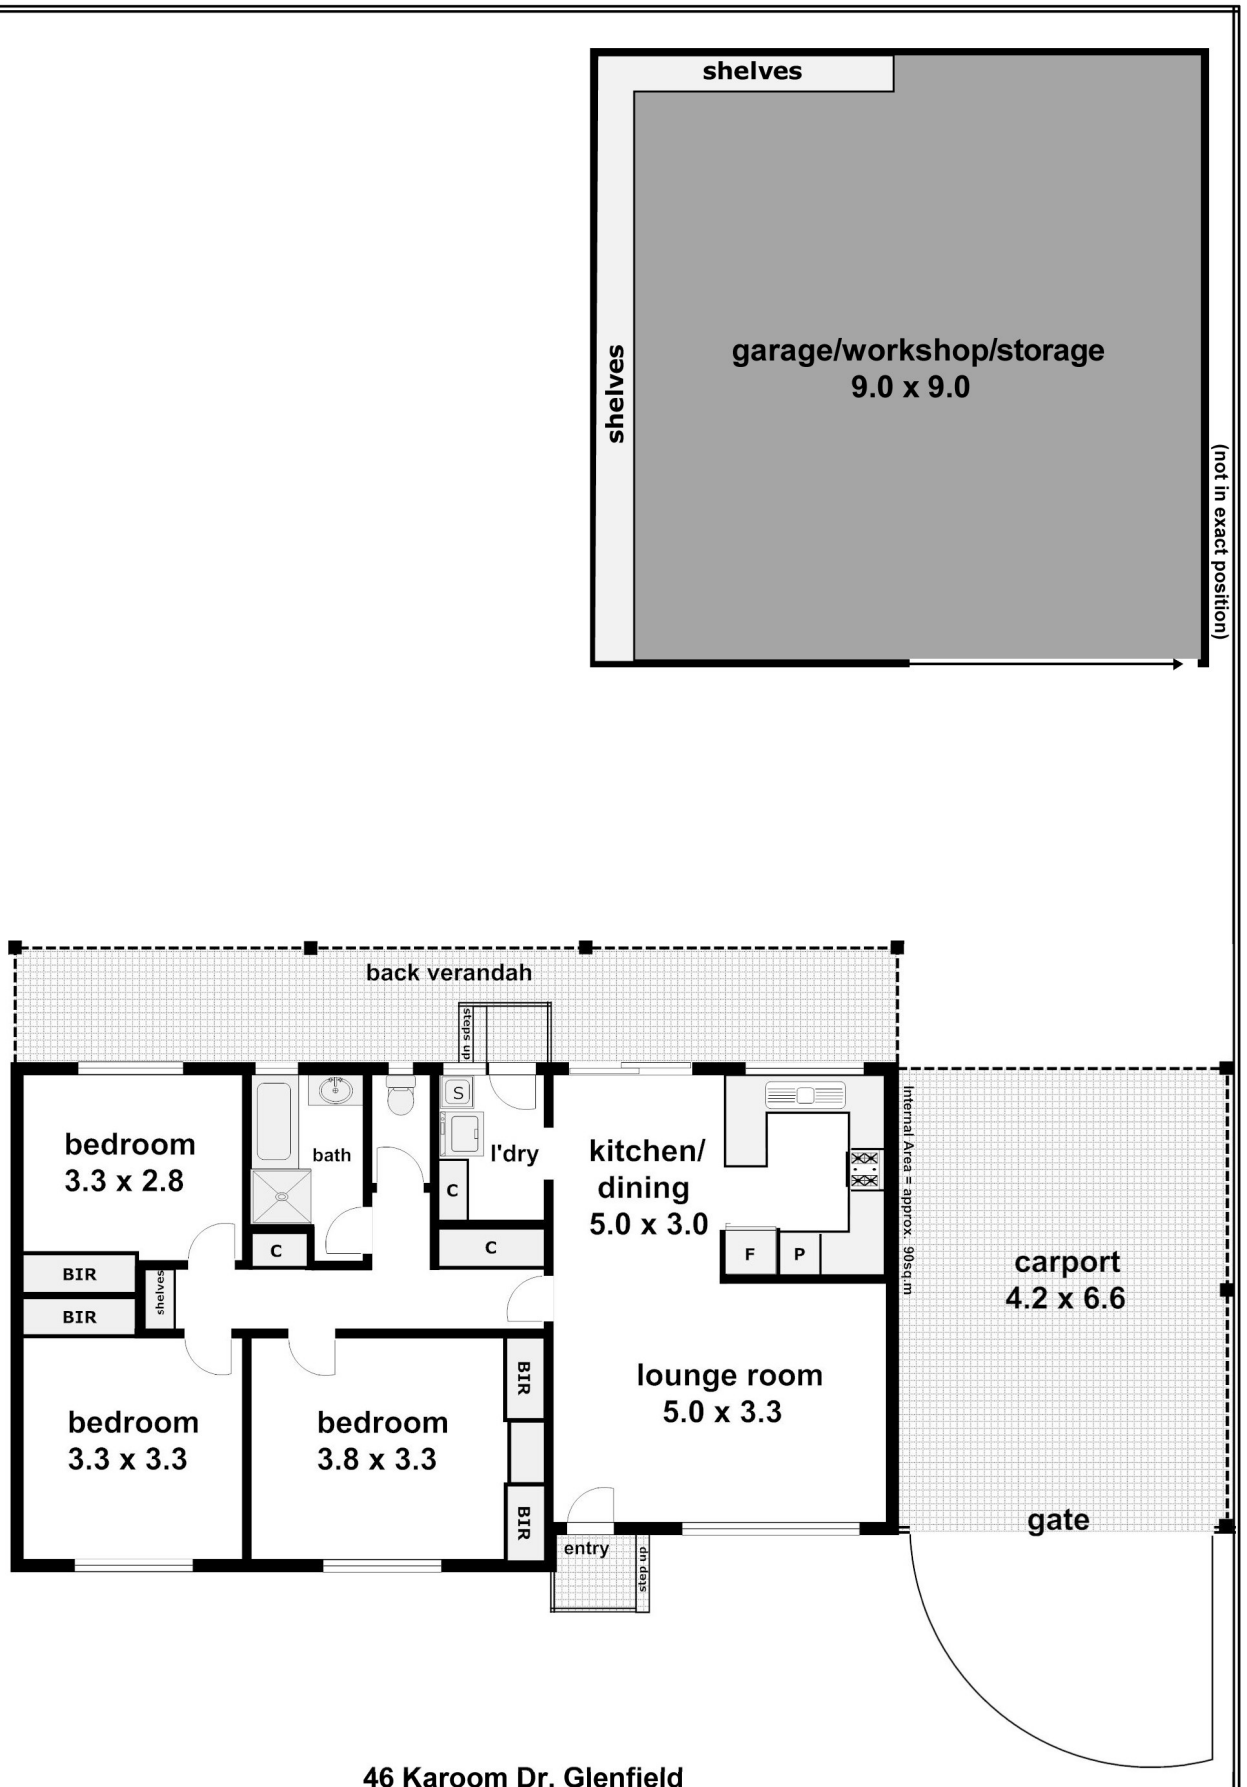 shelves
shelves
garage/workshop/storage
9.0 x 9.0
(not in exact position)
back verandah
steps up
S
bedroom
3.3 x 2.8
bath
l'dry
C
kitchen/
dining
5.0 x 3.0
Internal Area = approx. 90sq.m
C
C
F
P
BIR
BIR
shelves
carport
4.2 x 6.6
lounge room
5.0 x 3.3
bedroom
3.3 x 3.3
bedroom
3.8 x 3.3
BIR
BIR
gate
entry
step up
46 Karoom Dr, Glenfield